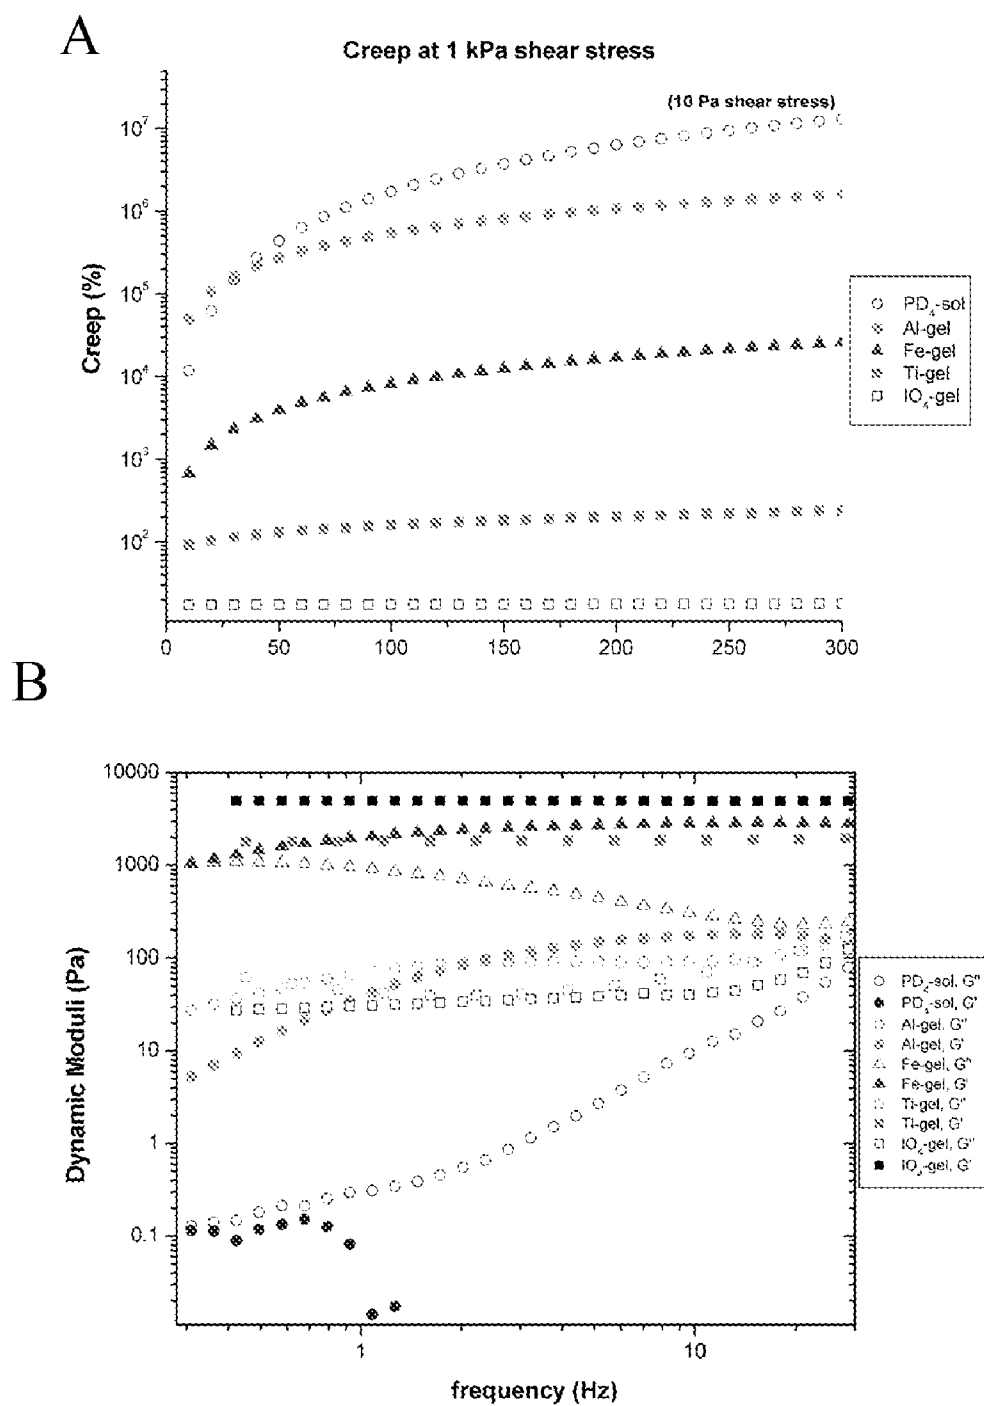 A
Creep at 1 kPa shear stress
(10 Pa shear stress)
Creep (%)
10⁷
10⁶
10⁵
10⁴
10³
10²
0 50 100 150 200 250 300
PD₄-sol
Al-gel
Fe-gel
Ti-gel
IO₄-gel
B
Dynamic Moduli (Pa)
10000
1000
100
10
1
0.1
1 10
frequency (Hz)
PD₄-sol, G"
PD₄-sol, G'
Al-gel, G"
Al-gel, G'
Fe-gel, G"
Fe-gel, G'
Ti-gel, G"
Ti-gel, G'
IO₄-gel, G"
IO₄-gel, G'